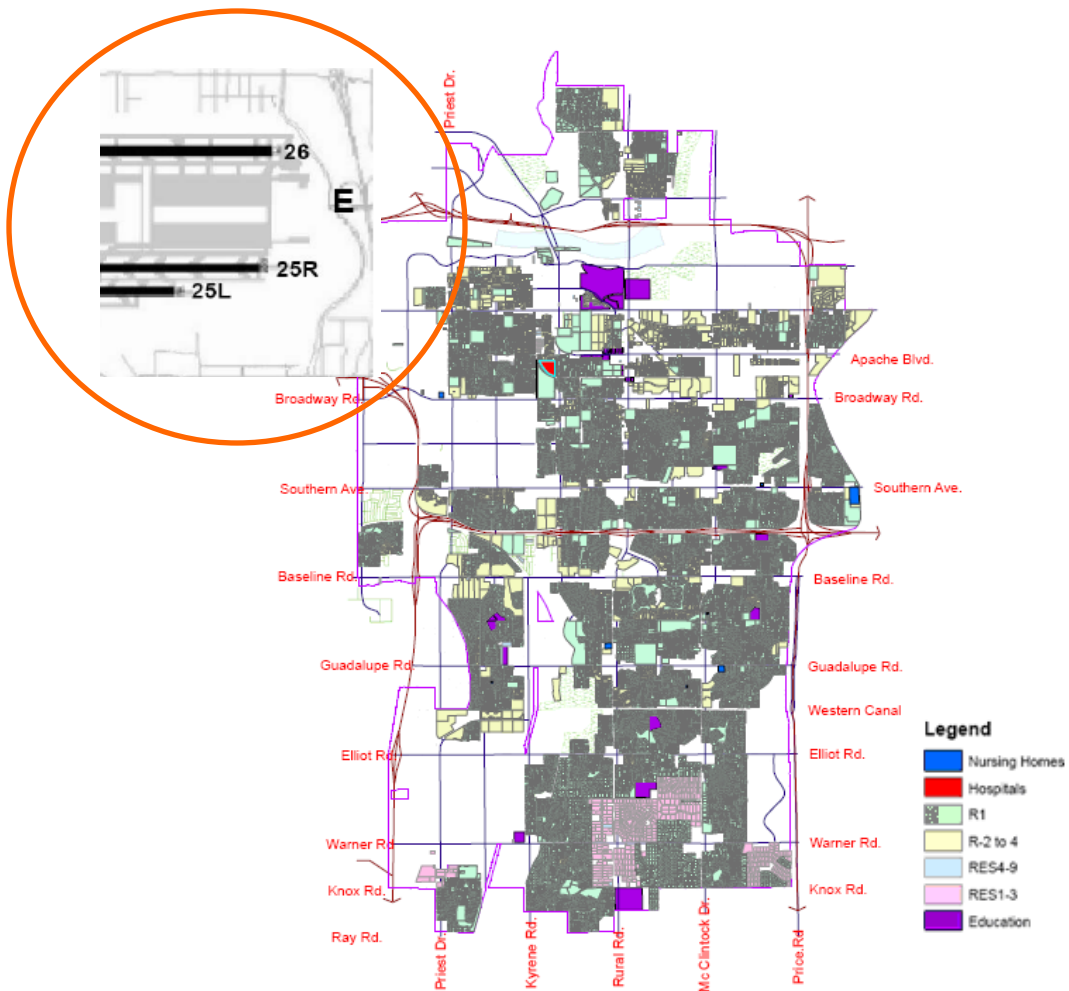 Priest Dr.
26
E
25R
25L
Apache Blvd.
Broadway Rd.
Broadway Rd.
Southern Ave.
Southern Ave.
Baseline Rd.
Baseline Rd.
Guadalupe Rd.
Guadalupe Rd.
Western Canal
Legend
Elliot Rd.
Elliot Rd.
Nursing Homes
Hospitals
R1
R-2 to 4
Warner Rd
Warner Rd.
RES4-9
Knox Rd.
Knox Rd.
RES1-3
Education
Ray Rd.
Priest Dr.
Kyrene Rd.
Rural Rd.
Mc Clintock Dr.
Price.Rd